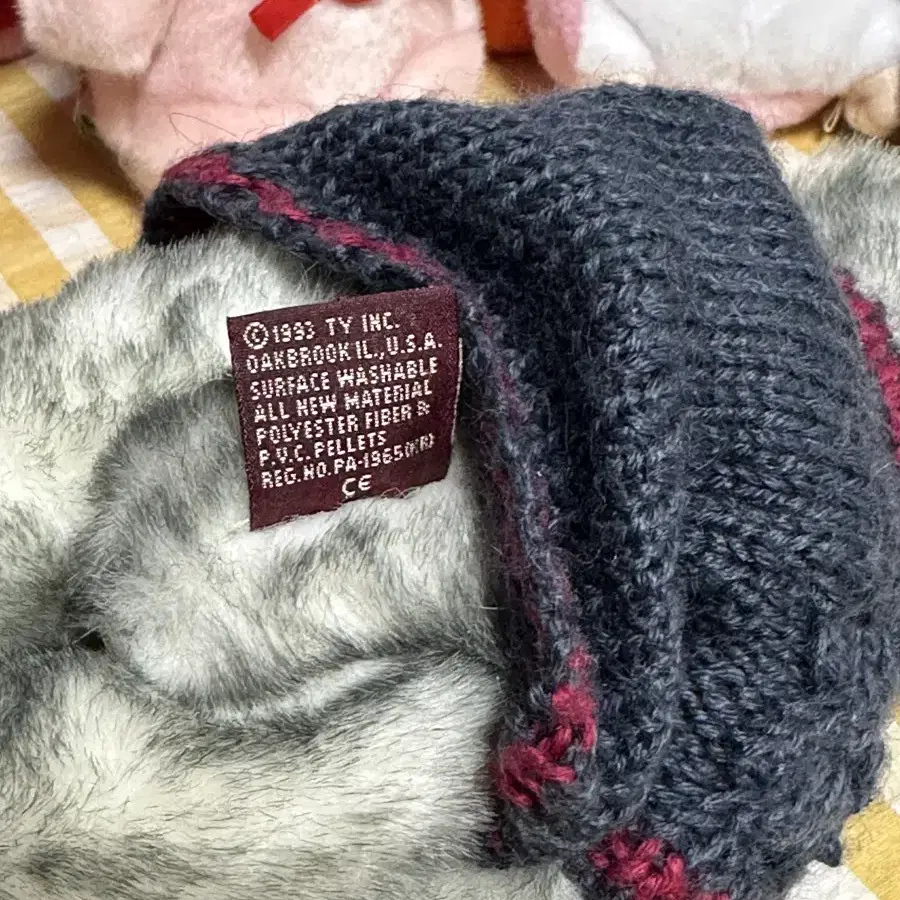 © 1993 TY INC.
OAKBROOK IL., U.S.A.
SURFACE WASHABLE
ALL NEW MATERIAL
POLYESTER FIBER &
P.V.C. PELLETS
REG. NO. PA-1965(KR)
CE